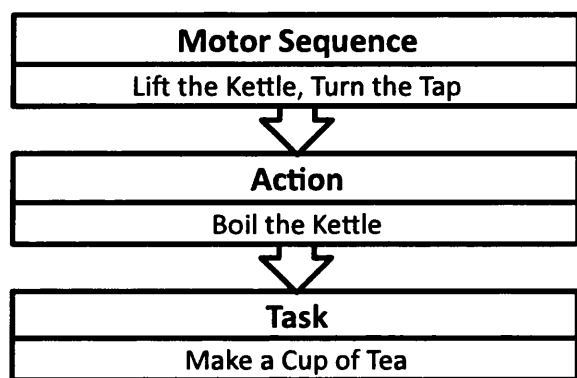 Motor Sequence
Lift the Kettle, Turn the Tap
Action
Boil the Kettle
Task
Make a Cup of Tea